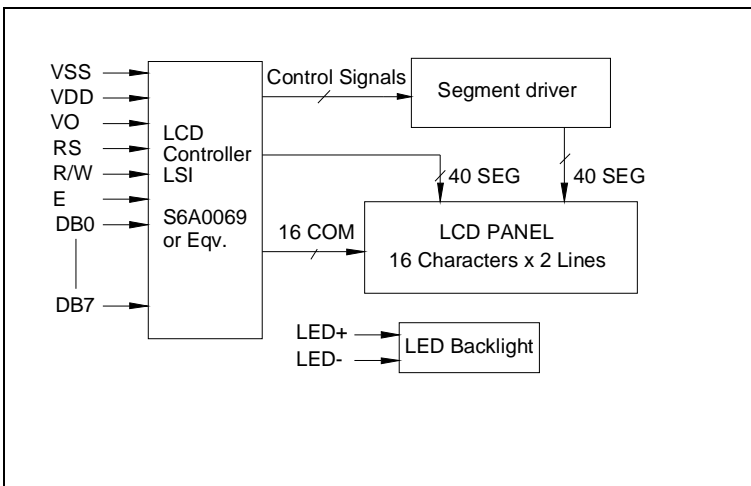 VSS
VDD
VO
RS
R/W
E
DB0
DB7
LCD
Controller
LSI
S6A0069
or Eqv.
Control Signals
Segment driver
40 SEG
40 SEG
16 COM
LCD PANEL
16 Characters x 2 Lines
LED+
LED-
LED Backlight